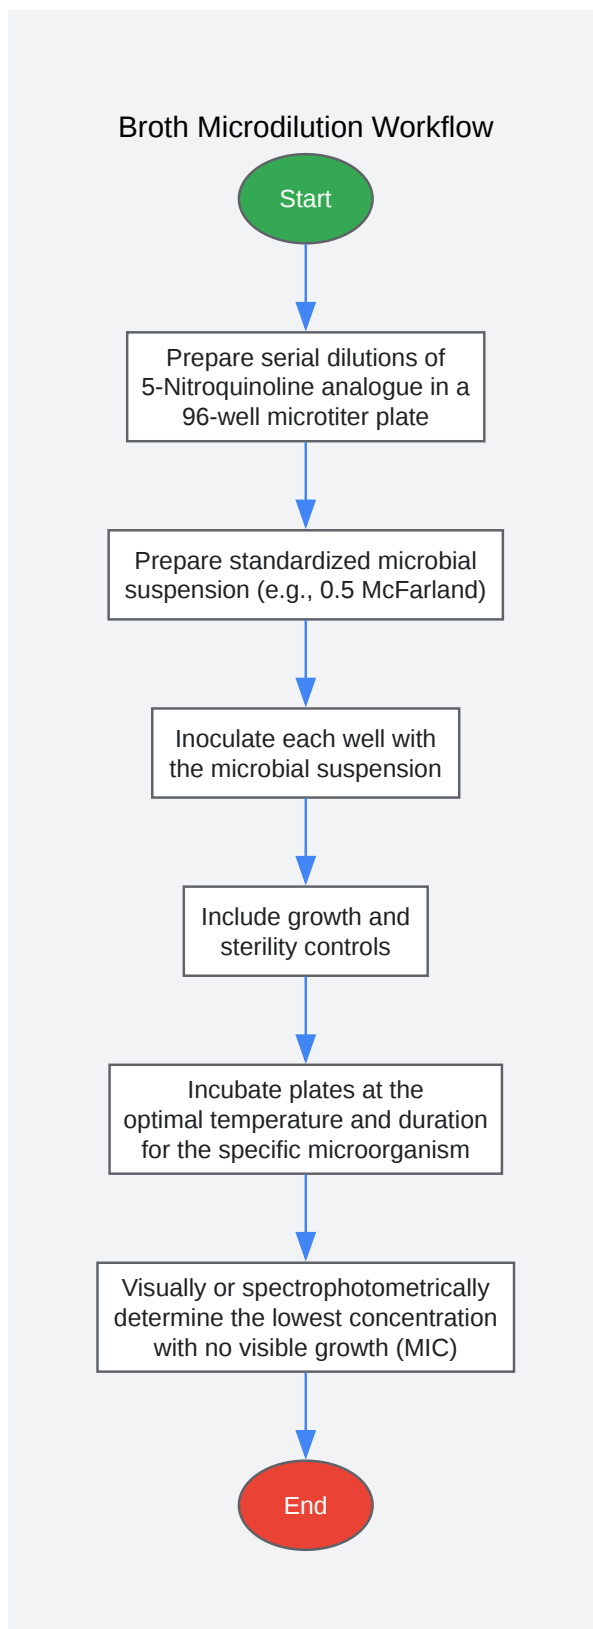 Broth Microdilution Workflow
Start
Prepare serial dilutions of
5-Nitroquinoline analogue in a
96-well microtiter plate
Prepare standardized microbial
suspension (e.g., 0.5 McFarland)
Inoculate each well with
the microbial suspension
Include growth and
sterility controls
Incubate plates at the
optimal temperature and duration
for the specific microorganism
Visually or spectrophotometrically
determine the lowest concentration
with no visible growth (MIC)
End